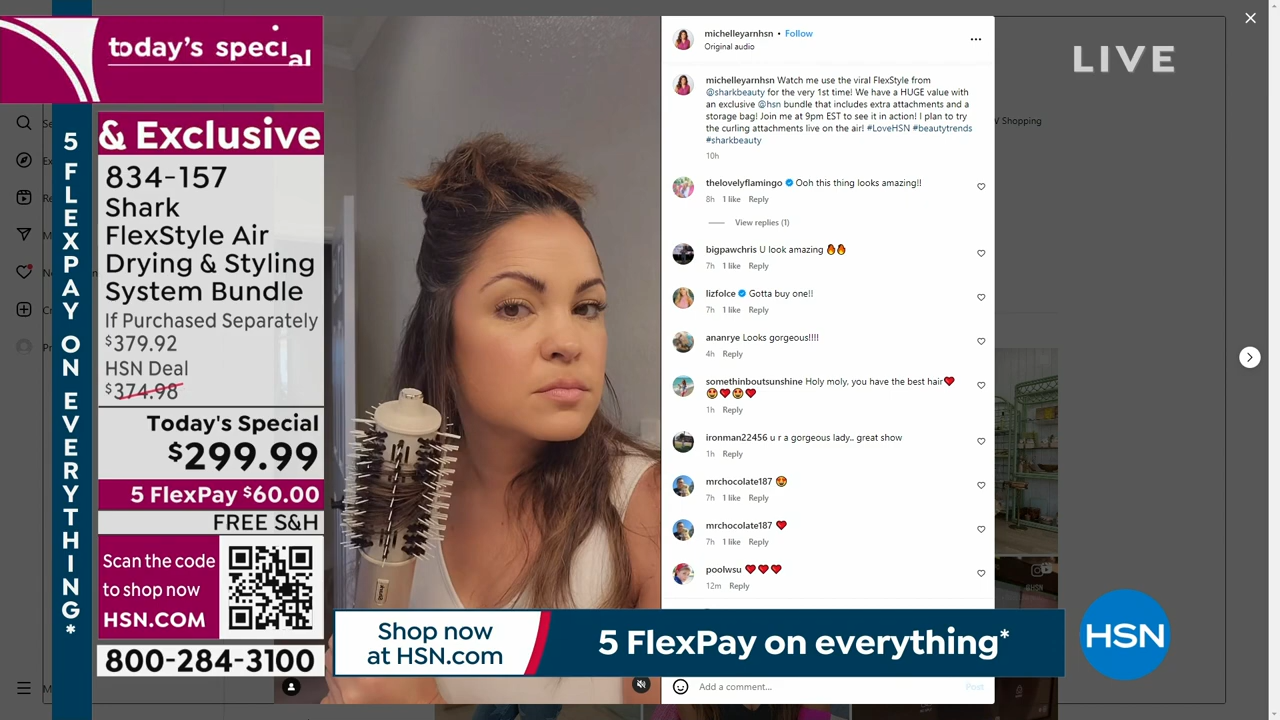 today's special
& Exclusive
834-157
Shark
FlexStyle Air
Drying & Styling
System Bundle
If Purchased Separately
$379.92
HSN Deal
$374.98
Today's Special
$299.99
5 FlexPay $60.00
FREE S&H
Scan the code
to shop now
HSN.COM
800-284-3100
5 FLEXPAY ON EVERYTHING*
michelleyarnhsn • Follow
Original audio
michelleyarnhsn Watch me use the viral FlexStyle from
@sharkbeauty for the very 1st time! We have a HUGE value with
an exclusive @hsn bundle that includes extra attachments and a
storage bag! Join me at 9pm EST to see it in action! I plan to try
the curling attachments live on the air! #LoveHSN #beautytrends
#sharkbeauty
10h
thelovelyflamingo Ooh this thing looks amazing!!
8h 1 like Reply
View replies (1)
bigpawchris U look amazing 🔥🔥
7h 1 like Reply
lizfolce Gotta buy one!!
7h 1 like Reply
ananrye Looks gorgeous!!!!
4h Reply
somethinboutsunshine Holy moly, you have the best hair❤
😍❤😍❤
1h Reply
ironman22456 u r a gorgeous lady.. great show
1h Reply
mrchocolate187 😍
7h 1 like Reply
mrchocolate187 ❤
7h 1 like Reply
poolwsu ❤❤❤
12m Reply
Add a comment...
Post
LIVE
Shopping
@HSN
Shop now
at HSN.com
5 FlexPay on everything*
HSN